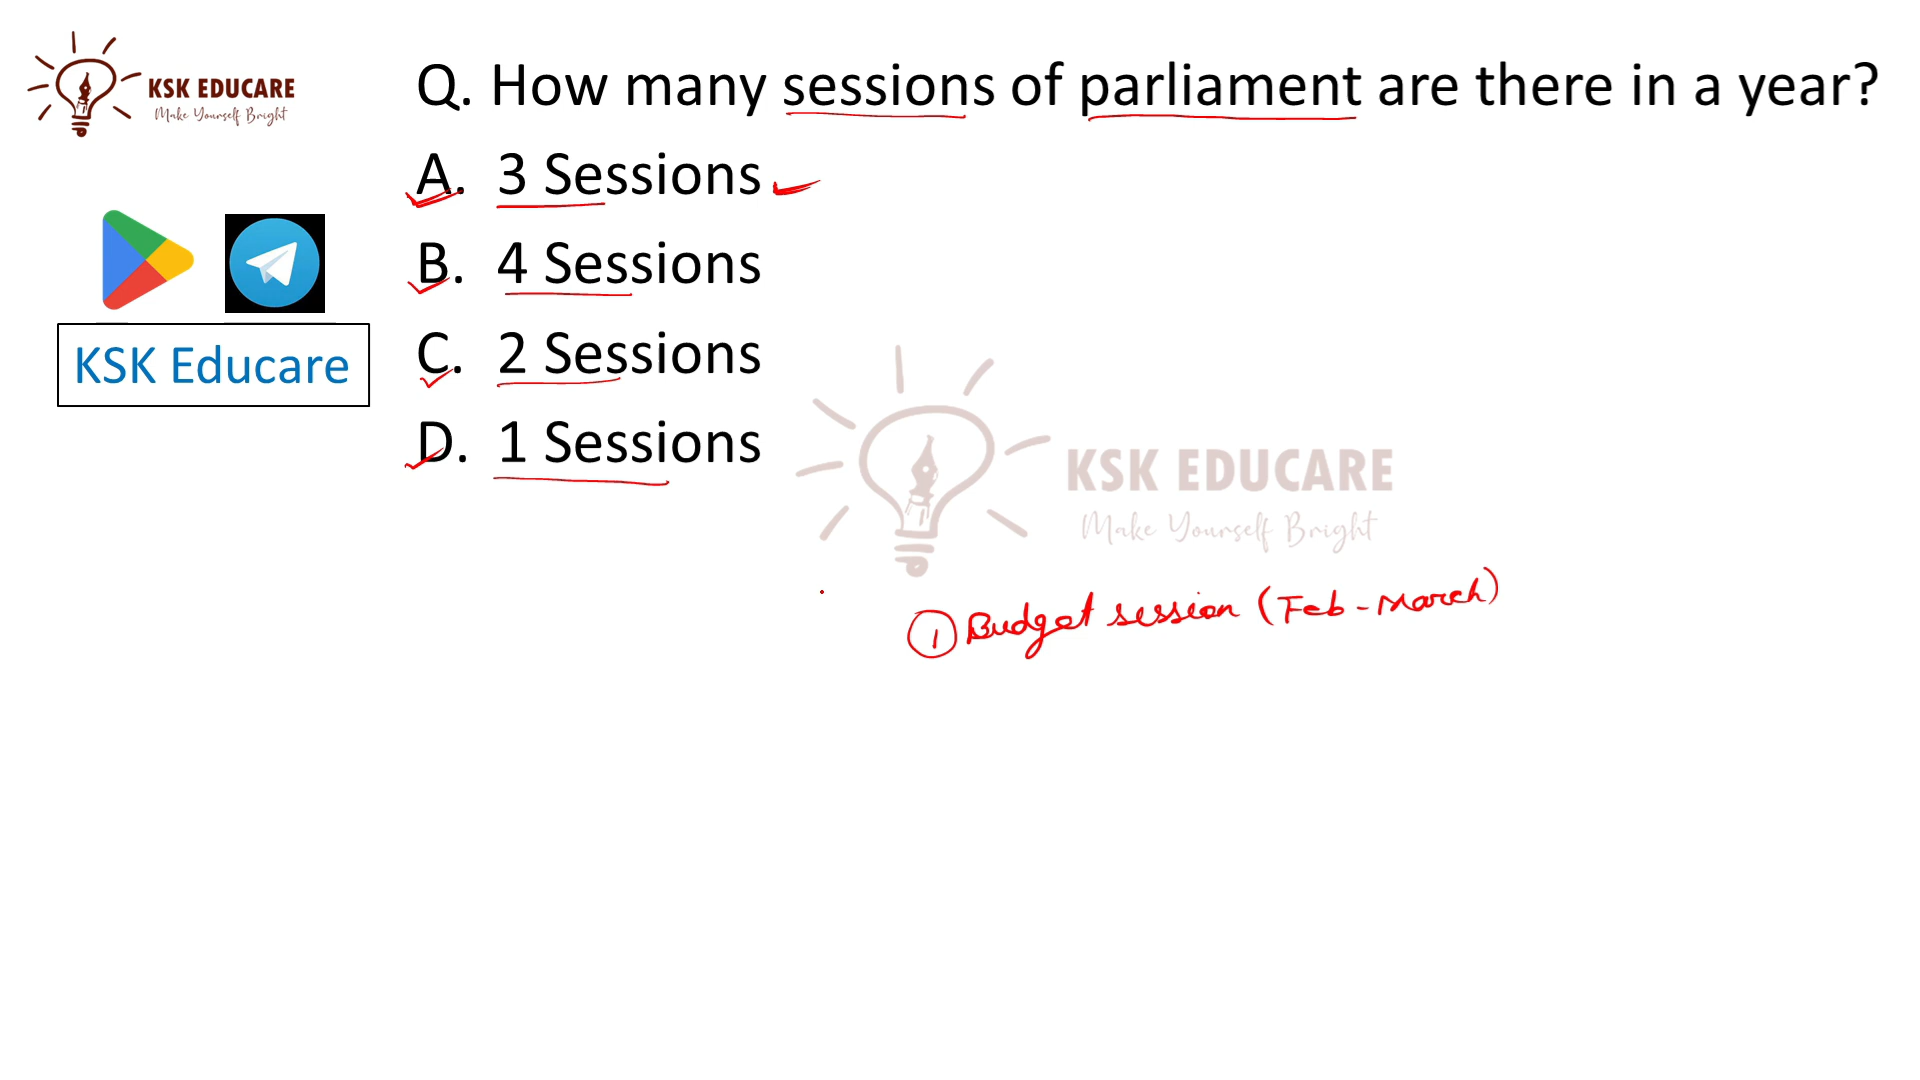 KSK EDUCARE
Make Yourself Bright
Q. How many sessions of parliament are there in a year?
A. 3 Sessions
B. 4 Sessions
C. 2 Sessions
D. 1 Sessions
KSK Educare
KSK EDUCARE
Make Yourself Bright
1 Budget session (Feb - March)